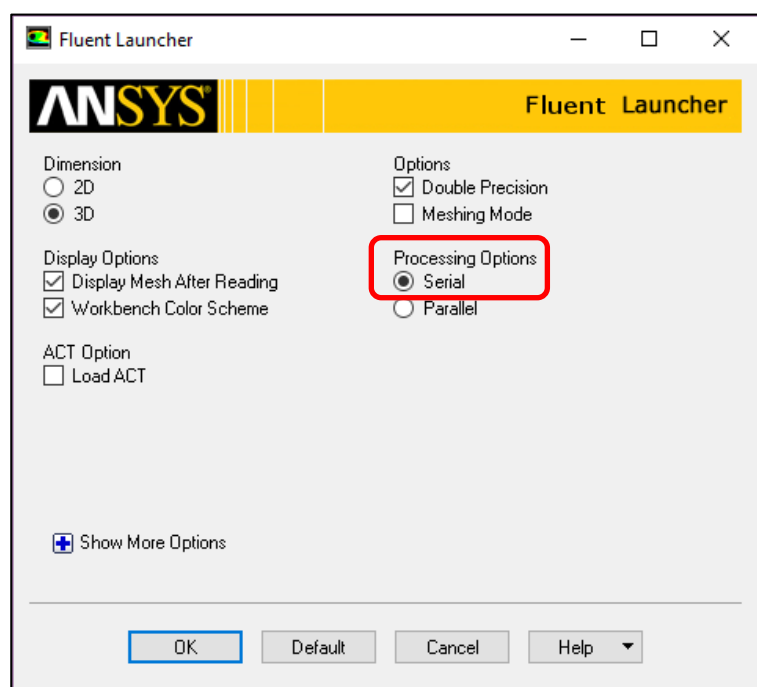 Fluent Launcher
ANSYS
Fluent Launcher
Dimension
2D
3D
Options
Double Precision
Meshing Mode
Display Options
Display Mesh After Reading
Workbench Color Scheme
Processing Options
Serial
Parallel
ACT Option
Load ACT
Show More Options
OK Default Cancel Help